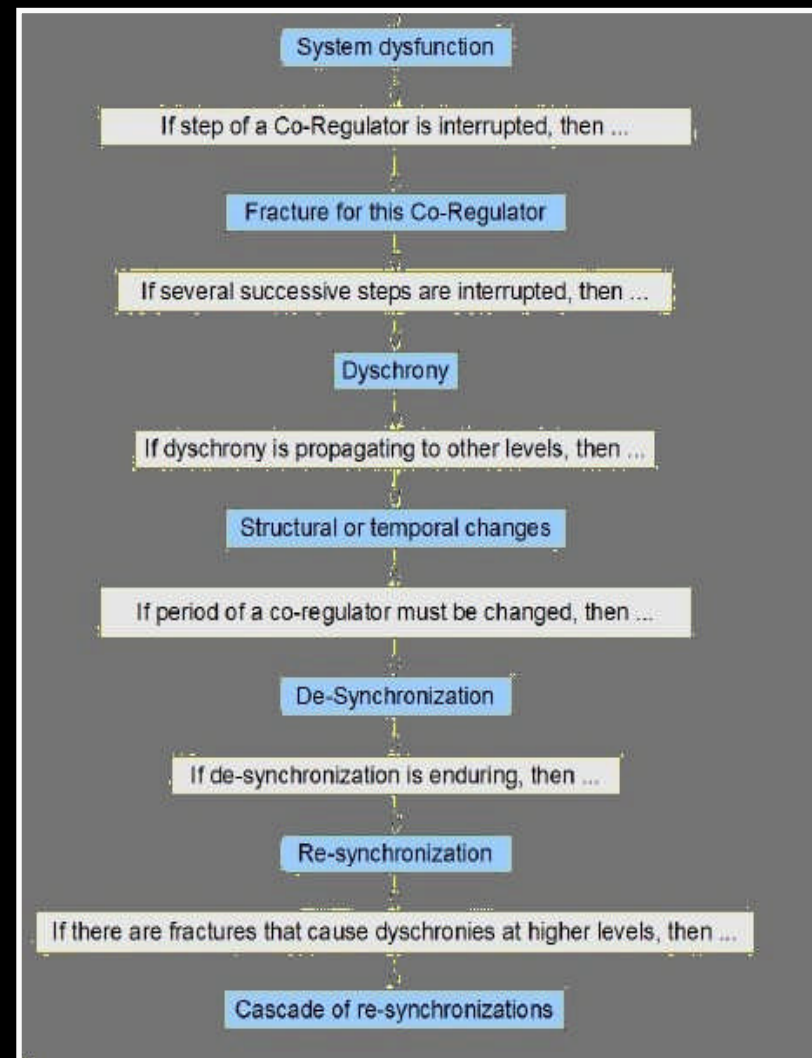 System dysfunction
If step of a Co-Regulator is interrupted, then ...
Fracture for this Co-Regulator
If several successive steps are interrupted, then ...
Dyschrony
If dyschrony is propagating to other levels, then ...
Structural or temporal changes
If period of a co-regulator must be changed, then ...
De-Synchronization
If de-synchronization is enduring, then ...
Re-synchronization
If there are fractures that cause dyschronies at higher levels, then ...
Cascade of re-synchronizations